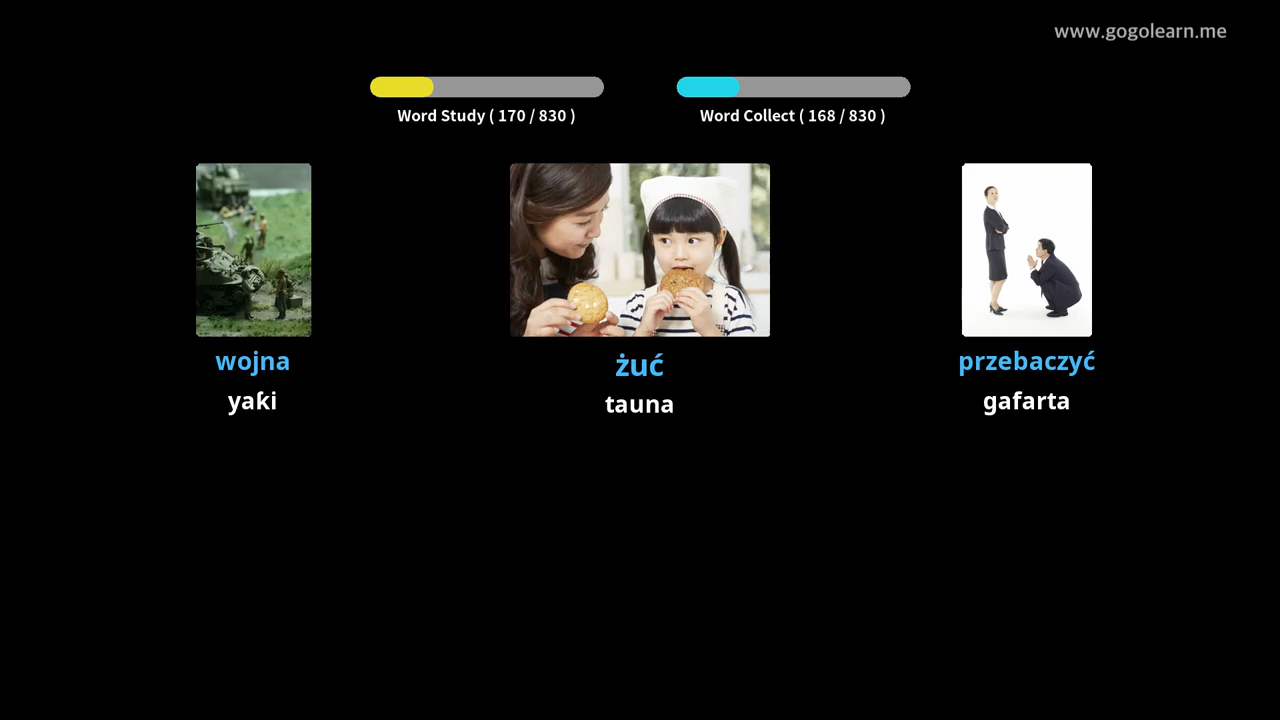 www.gogolearn.me
Word Study ( 170 / 830 )
Word Collect ( 168 / 830 )
wojna
yaƙi
żuć
tauna
przebaczyć
gafarta